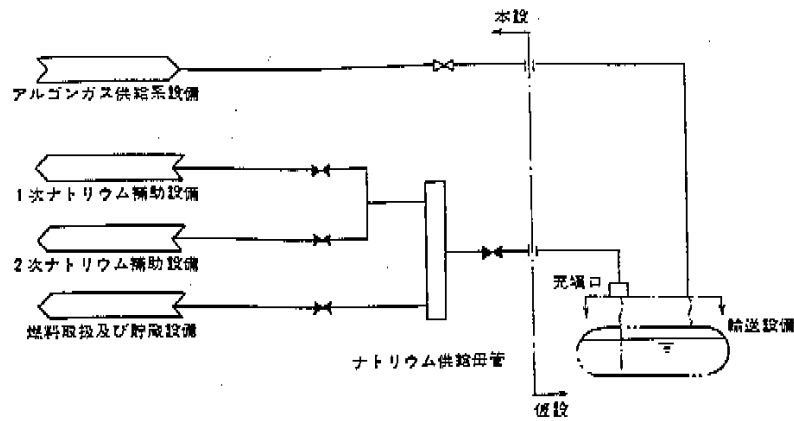 本設
アルゴンガス供給系設備
1次ナトリウム補助設備
2次ナトリウム補助設備
充填口
燃料取扱及び貯蔵設備
輸送設備
ナトリウム供給母管
仮設